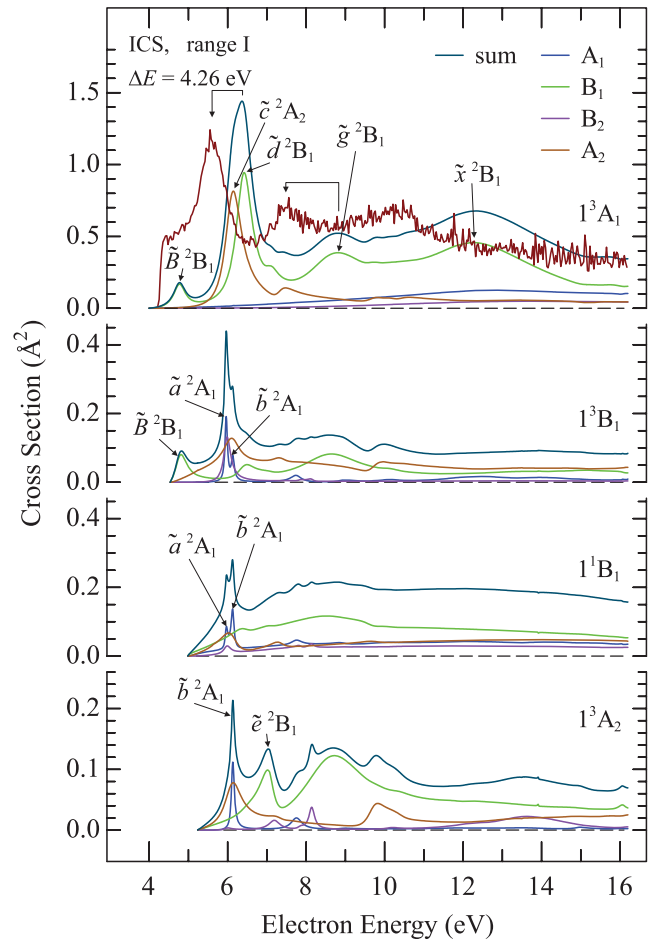 ICS, range I
ΔE = 4.26 eV
sum
A₁
B₁
B₂
A₂
c̃ ²A₂
d̃ ²B₁
g̃ ²B₁
x̃ ²B₁
B̃ ²B₁
1³A₁
1.5
1.0
0.5
0.0
ã ²A₁
b̃ ²A₁
B̃ ²B₁
1³B₁
0.4
0.2
0.0
ã ²A₁
b̃ ²A₁
1¹B₁
0.4
0.2
0.0
b̃ ²A₁
ẽ ²B₁
1³A₂
0.2
0.1
0.0
Cross Section (Å²)
4 6 8 10 12 14 16
Electron Energy (eV)